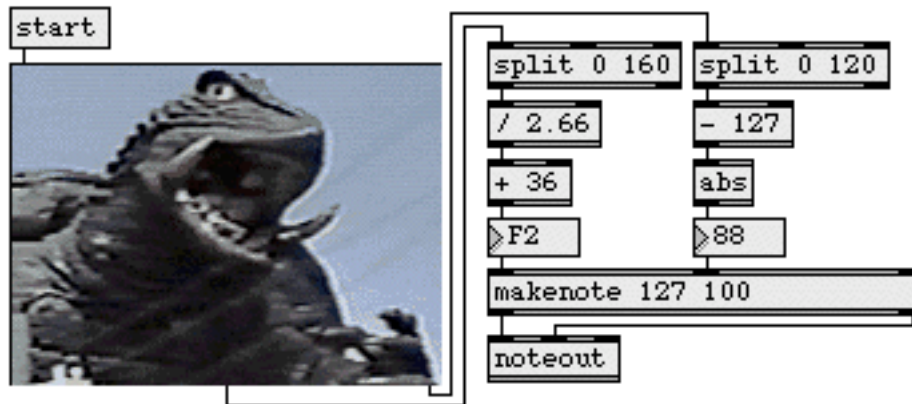 start
split 0 160
split 0 120
/ 2.66
- 127
+ 36
abs
F2
88
makenote 127 100
noteout